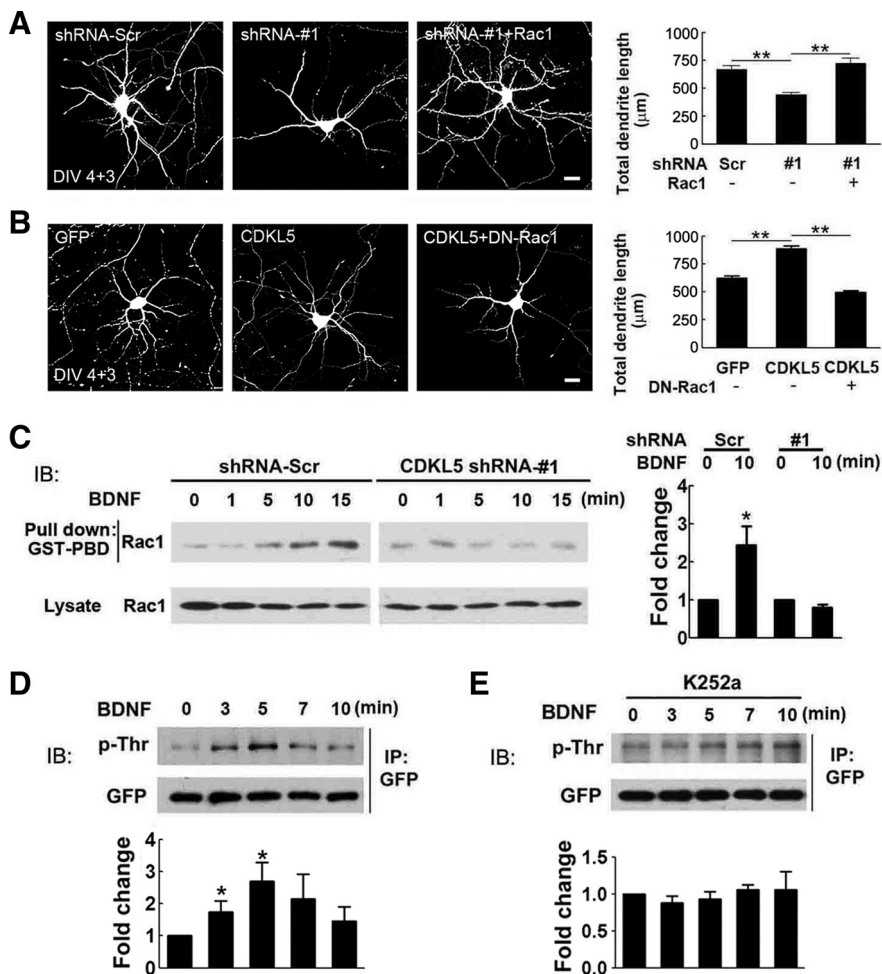 A
shRNA-Scr
shRNA-#1
shRNA-#1+Rac1
DIV 4+3
Total dendrite length
(μm)
1000
750
500
250
0
**
**
shRNA Scr #1 #1
Rac1 - - +
B
GFP
CDKL5
CDKL5+DN-Rac1
DIV 4+3
Total dendrite length
(μm)
1000
750
500
250
0
**
**
GFP CDKL5 CDKL5
DN-Rac1 - - +
C
IB:
shRNA-Scr
CDKL5 shRNA-#1
BDNF 0 1 5 10 15 0 1 5 10 15 (min)
Pull down:
GST-PBD
Rac1
Lysate Rac1
shRNA Scr #1
BDNF 0 10 0 10 (min)
Fold change
4
3
2
1
0
*
D
BDNF 0 3 5 7 10 (min)
IB:
p-Thr
GFP
IP:
GFP
Fold change
4
3
2
1
0
*
*
E
K252a
BDNF 0 3 5 7 10 (min)
IB:
p-Thr
GFP
IP:
GFP
Fold change
1.5
1.0
0.5
0.0